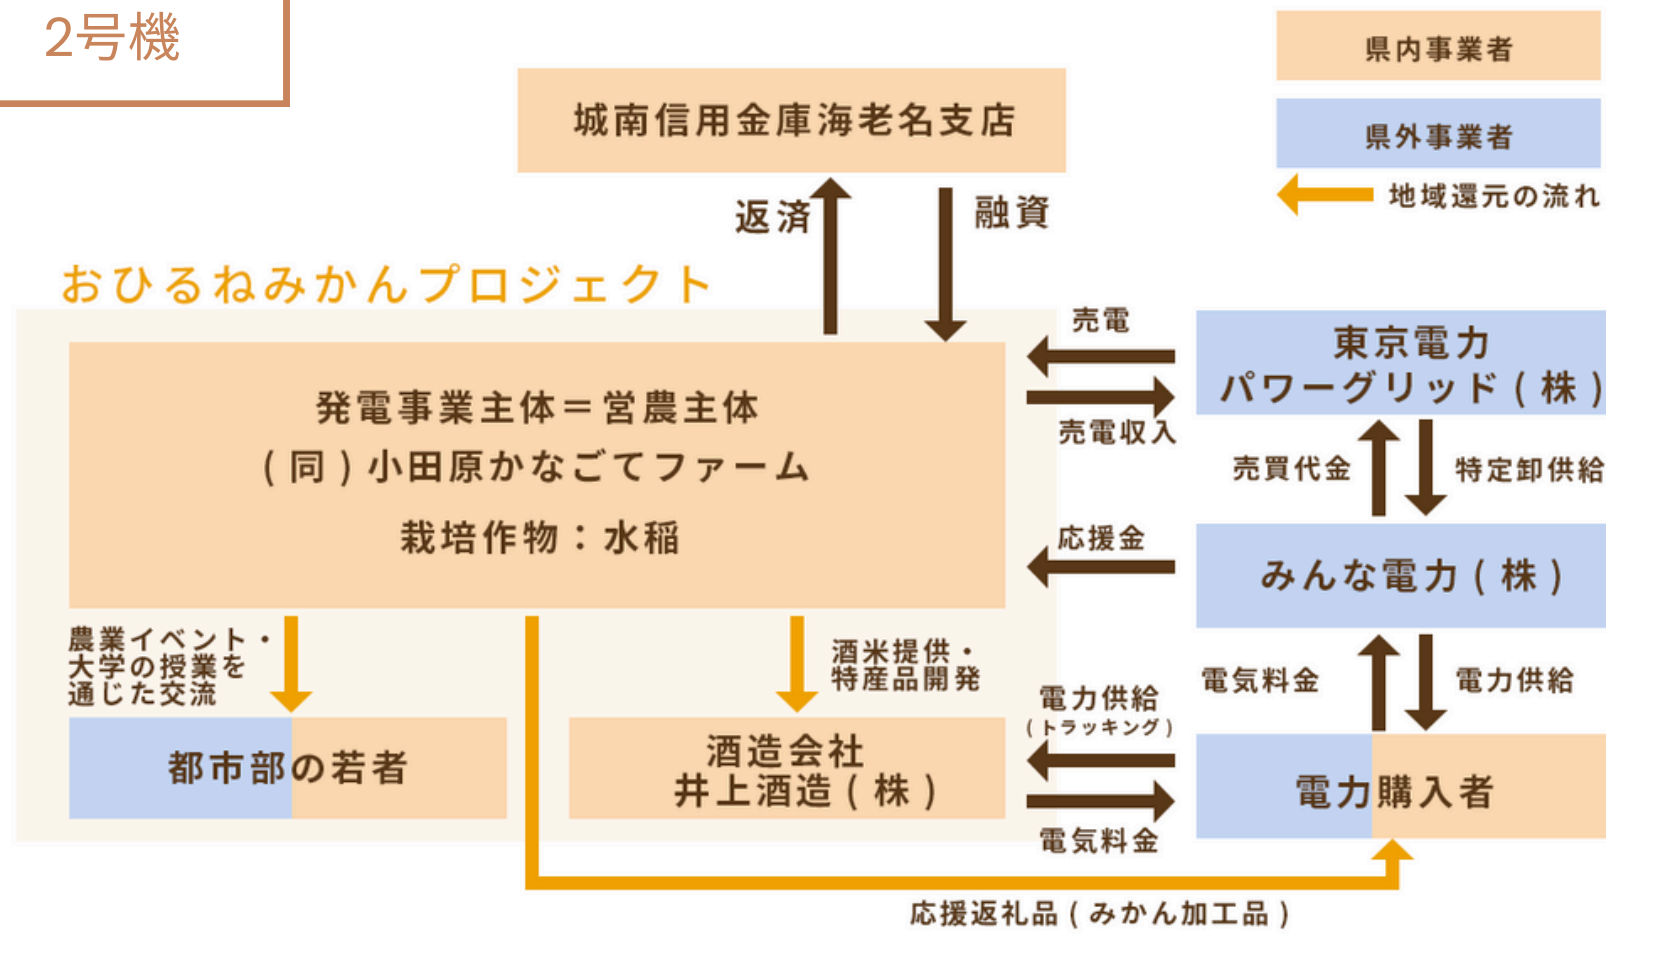 2号機
県内事業者
県外事業者
地域還元の流れ
城南信用金庫海老名支店
返済
融資
おひるねみかんプロジェクト
発電事業主体＝営農主体
(同)小田原かなごてファーム
栽培作物：水稲
売電
売電収入
東京電力
パワーグリッド(株)
売買代金
特定卸供給
応援金
みんな電力(株)
電気料金
電力供給
農業イベント・
大学の授業を
通じた交流
酒米提供・
特産品開発
都市部の若者
酒造会社
井上酒造(株)
電力供給
(トラッキング)
電気料金
電力購入者
応援返礼品(みかん加工品)